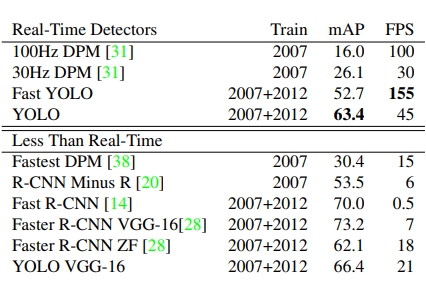 Real-Time Detectors Train mAP FPS
100Hz DPM [31] 2007 16.0 100
30Hz DPM [31] 2007 26.1 30
Fast YOLO 2007+2012 52.7 155
YOLO 2007+2012 63.4 45
Less Than Real-Time
Fastest DPM [38] 2007 30.4 15
R-CNN Minus R [20] 2007 53.5 6
Fast R-CNN [14] 2007+2012 70.0 0.5
Faster R-CNN VGG-16[28] 2007+2012 73.2 7
Faster R-CNN ZF [28] 2007+2012 62.1 18
YOLO VGG-16 2007+2012 66.4 21